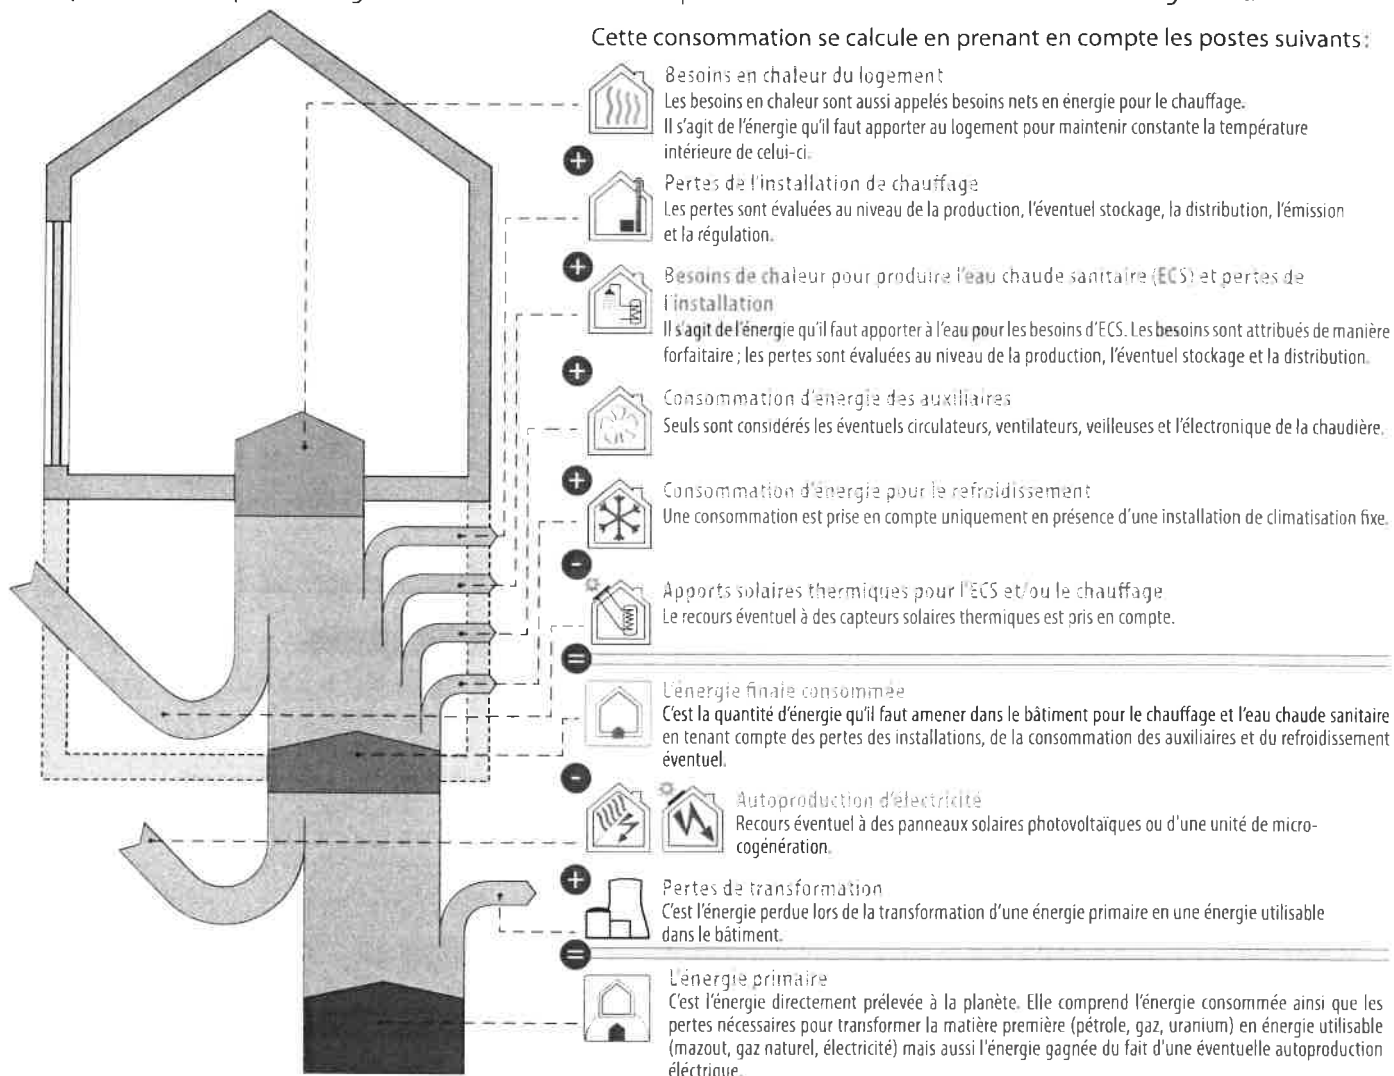 Cette consommation se calcule en prenant en compte les postes suivants :
Besoins en chaleur du logement
Les besoins en chaleur sont aussi appelés besoins nets en énergie pour le chauffage.
Il s'agit de l'énergie qu'il faut apporter au logement pour maintenir constante la température
intérieure de celui-ci.
+
Pertes de l'installation de chauffage
Les pertes sont évaluées au niveau de la production, l'éventuel stockage, la distribution, l'émission
et la régulation.
+
Besoins de chaleur pour produire l'eau chaude sanitaire (ECS) et pertes de
l'installation
Il s'agit de l'énergie qu'il faut apporter à l'eau pour les besoins d'ECS. Les besoins sont attribués de manière
forfaitaire ; les pertes sont évaluées au niveau de la production, l'éventuel stockage et la distribution.
+
Consommation d'énergie des auxiliaires
Seuls sont considérés les éventuels circulateurs, ventilateurs, veilleuses et l'électronique de la chaudière.
+
Consommation d'énergie pour le refroidissement
Une consommation est prise en compte uniquement en présence d'une installation de climatisation fixe.
-
Apports solaires thermiques pour l'ECS et/ou le chauffage
Le recours éventuel à des capteurs solaires thermiques est pris en compte.
=
L'énergie finale consommée
C'est la quantité d'énergie qu'il faut amener dans le bâtiment pour le chauffage et l'eau chaude sanitaire
en tenant compte des pertes des installations, de la consommation des auxiliaires et du refroidissement
éventuel.
-
Autoproduction d'électricité
Recours éventuel à des panneaux solaires photovoltaïques ou d'une unité de micro-
cogénération.
+
Pertes de transformation
C'est l'énergie perdue lors de la transformation d'une énergie primaire en une énergie utilisable
dans le bâtiment.
=
L'énergie primaire
C'est l'énergie directement prélevée à la planète. Elle comprend l'énergie consommée ainsi que les
pertes nécessaires pour transformer la matière première (pétrole, gaz, uranium) en énergie utilisable
(mazout, gaz naturel, électricité) mais aussi l'énergie gagnée du fait d'une éventuelle autoproduction
éléctrique.